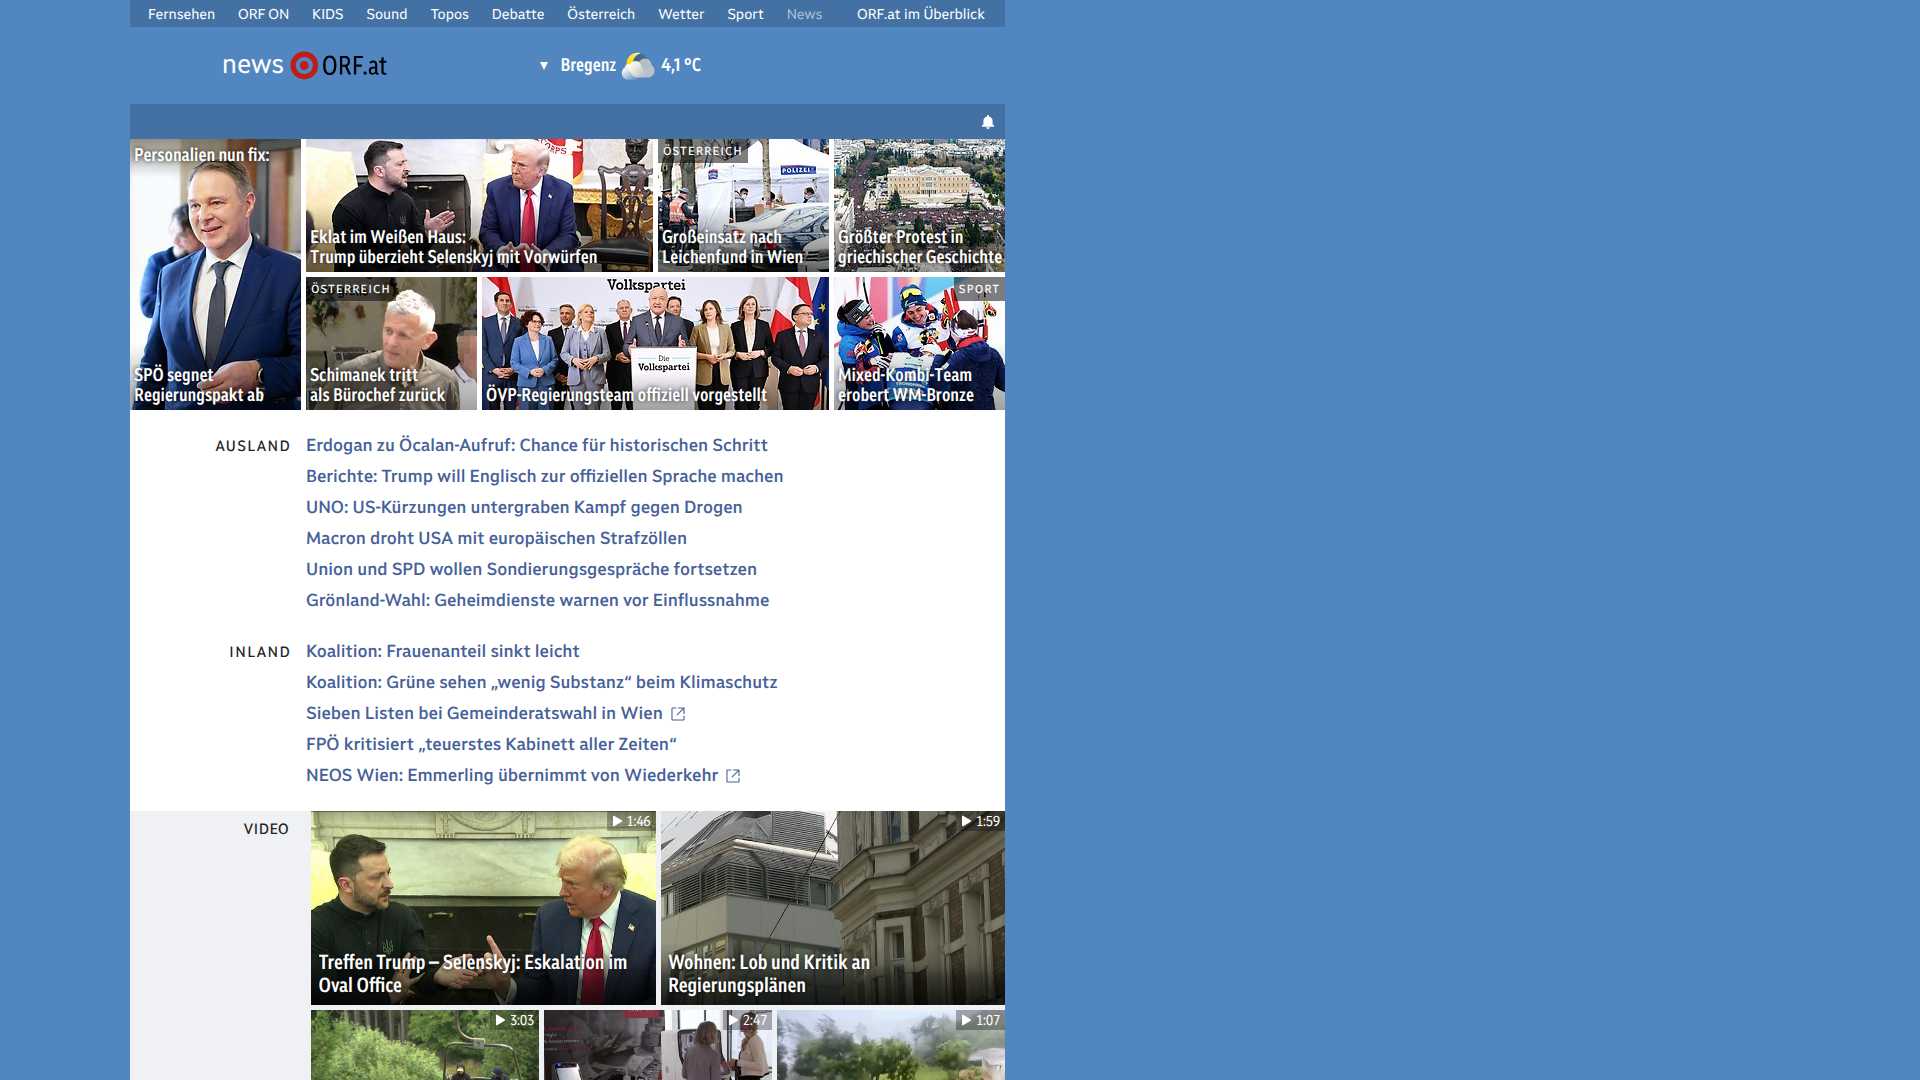 Fernsehen ORF ON KIDS Sound Topos Debatte Österreich Wetter Sport News ORF.at im Überblick
news ORF.at
Bregenz 4,1 °C
Personalien nun fix:
SPÖ segnet
Regierungspakt ab
Eklat im Weißen Haus:
Trump überzieht Selenskyj mit Vorwürfen
ÖSTERREICH
POLIZEI
Großeinsatz nach
Leichenfund in Wien
Größter Protest in
griechischer Geschichte
ÖSTERREICH
Schimanek tritt
als Bürochef zurück
Volkspartei
Die
Volkspartei
ÖVP-Regierungsteam offiziell vorgestellt
SPORT
Mixed-Kombi-Team
erobert WM-Bronze
AUSLAND
Erdogan zu Öcalan-Aufruf: Chance für historischen Schritt
Berichte: Trump will Englisch zur offiziellen Sprache machen
UNO: US-Kürzungen untergraben Kampf gegen Drogen
Macron droht USA mit europäischen Strafzöllen
Union und SPD wollen Sondierungsgespräche fortsetzen
Grönland-Wahl: Geheimdienste warnen vor Einflussnahme
INLAND
Koalition: Frauenanteil sinkt leicht
Koalition: Grüne sehen „wenig Substanz“ beim Klimaschutz
Sieben Listen bei Gemeinderatswahl in Wien
FPÖ kritisiert „teuerstes Kabinett aller Zeiten“
NEOS Wien: Emmerling übernimmt von Wiederkehr
VIDEO
1:46
Treffen Trump – Selenskyj: Eskalation im
Oval Office
1:59
Wohnen: Lob und Kritik an
Regierungsplänen
3:03
2:47
1:07